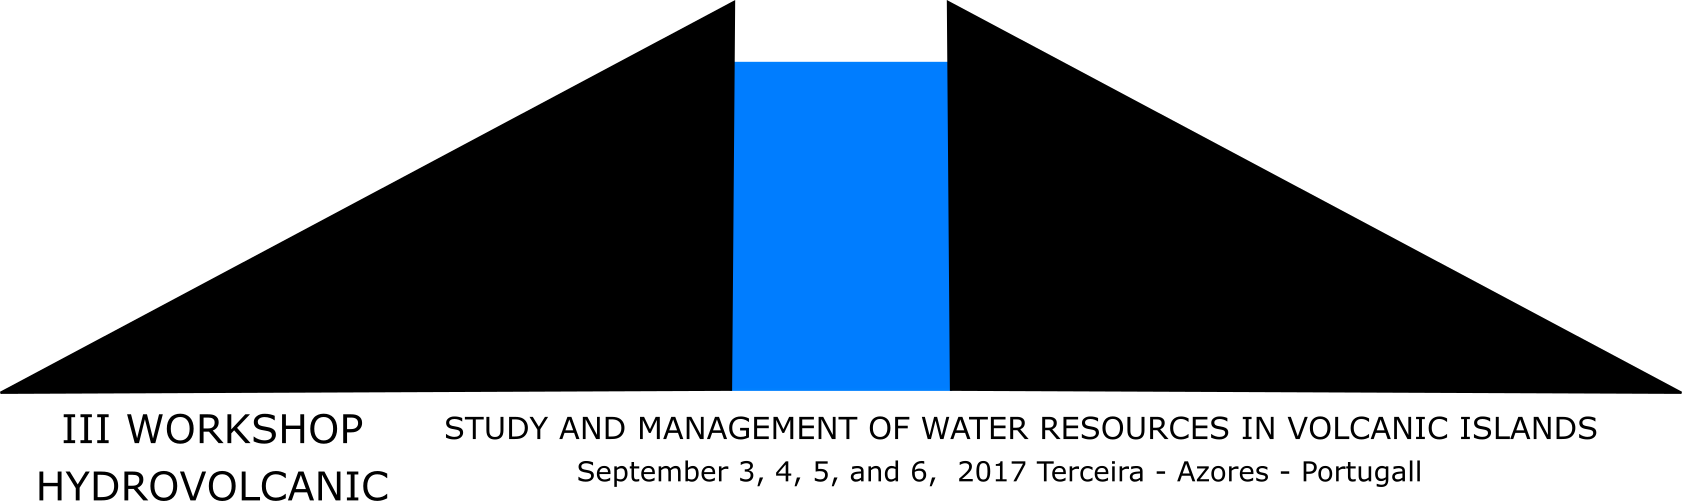 III WORKSHOP
HYDROVOLCANIC
STUDY AND MANAGEMENT OF WATER RESOURCES IN VOLCANIC ISLANDS
September 3, 4, 5, and 6,  2017 Terceira - Azores - Portugall